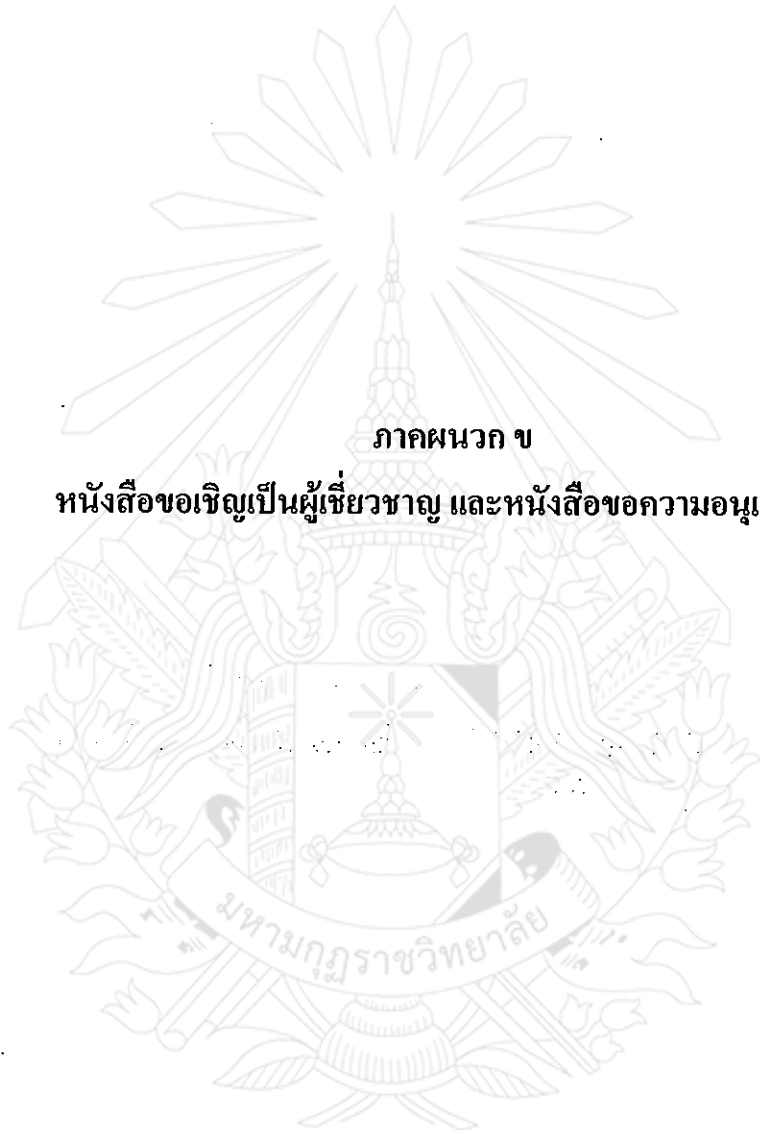 ภาคผนวก ข
หนังสือขอเชิญเป็นผู้เชี่ยวชาญ และหนังสือขอความอนุเ
มหามกุฏราชวิทยาลัย